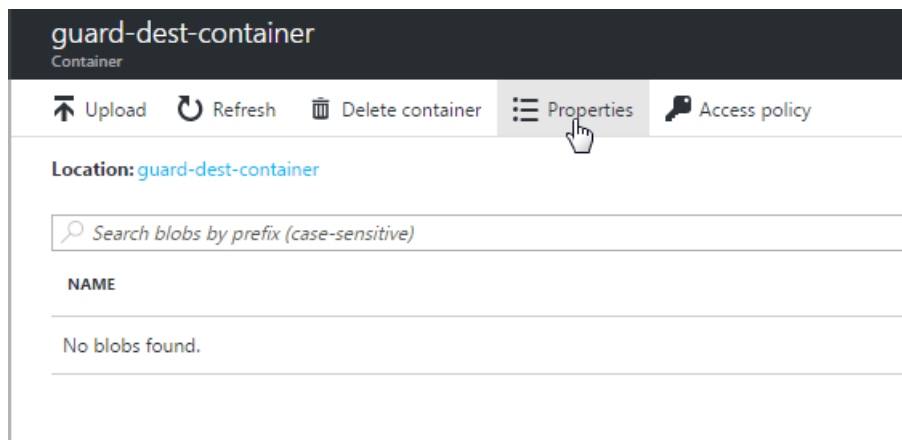 guard-dest-container
Container
Upload Refresh Delete container Properties Access policy
Location: guard-dest-container
Search blobs by prefix (case-sensitive)
NAME
No blobs found.